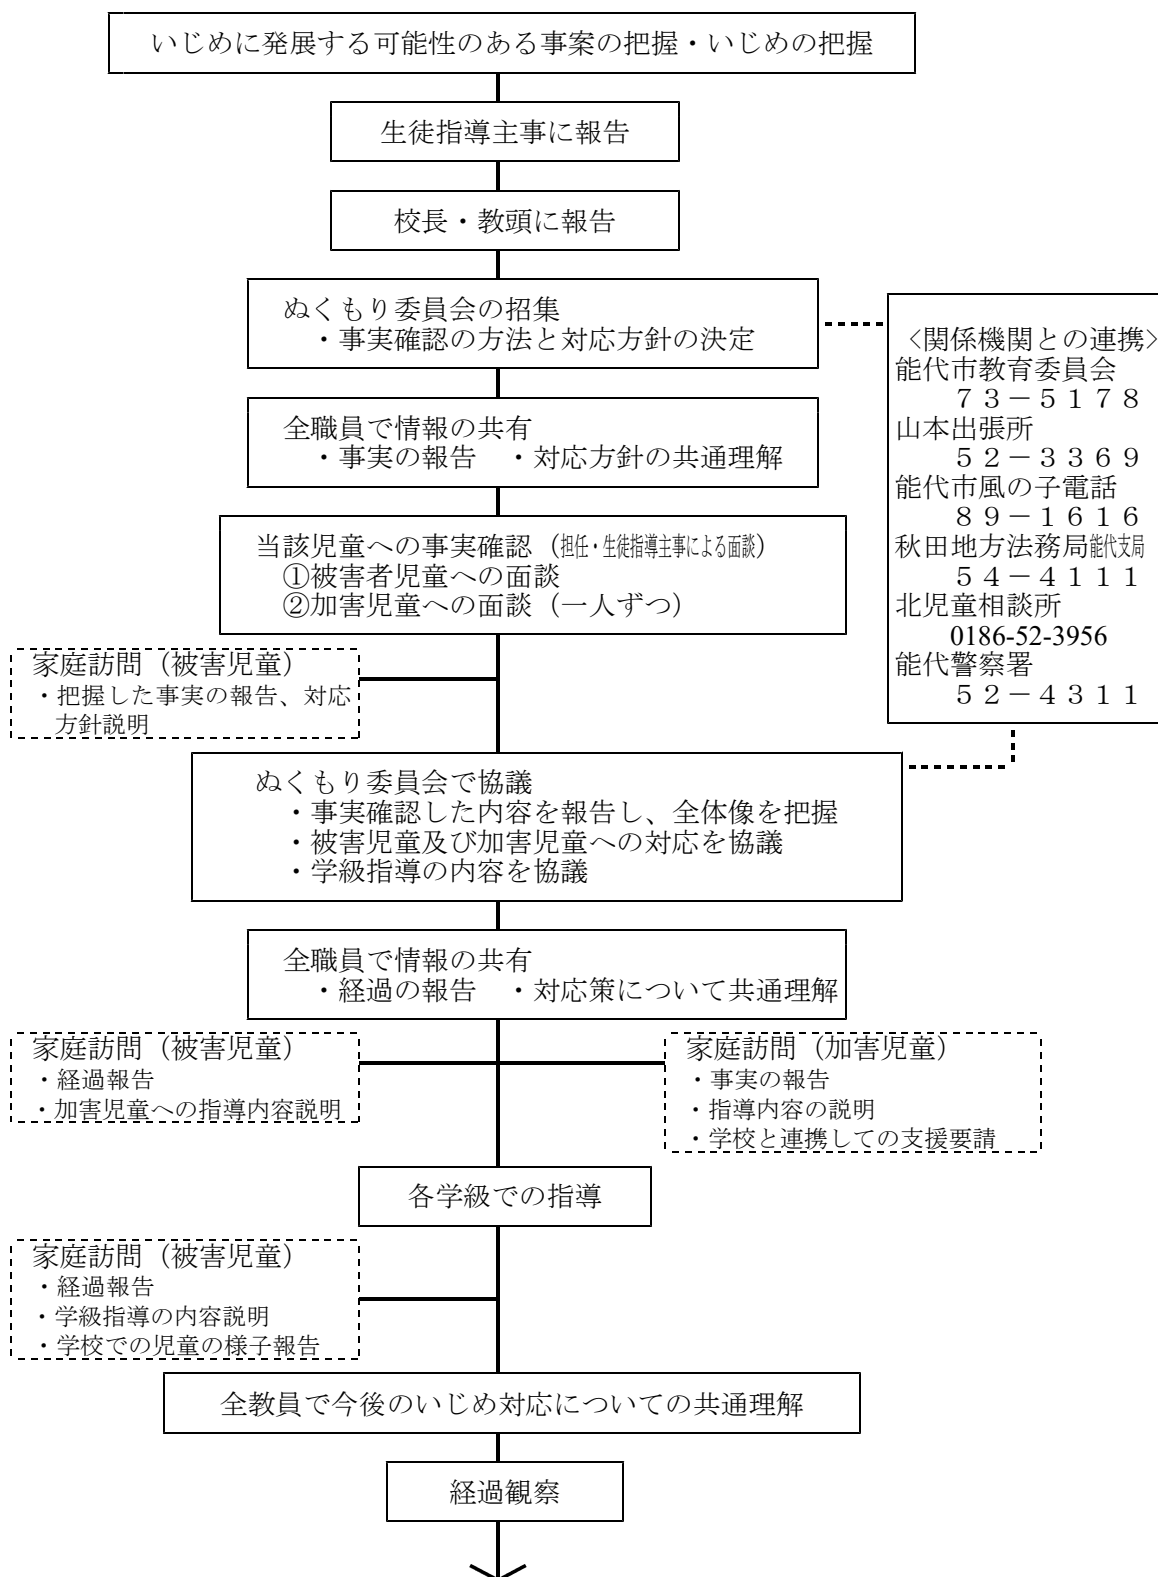 いじめに発展する可能性のある事案の把握・いじめの把握
生徒指導主事に報告
校長・教頭に報告
ぬくもり委員会の招集
・事実確認の方法と対応方針の決定
<関係機関との連携>
能代市教育委員会
73-5178
山本出張所
52-3369
能代市風の子電話
89-1616
秋田地方法務局能代支局
54-4111
北児童相談所
0186-52-3956
能代警察署
52-4311
全職員で情報の共有
・事実の報告 ・対応方針の共通理解
当該児童への事実確認(担任・生徒指導主事による面談)
①被害者児童への面談
②加害児童への面談(一人ずつ)
家庭訪問(被害児童)
・把握した事実の報告、対応
方針説明
ぬくもり委員会で協議
・事実確認した内容を報告し、全体像を把握
・被害児童及び加害児童への対応を協議
・学級指導の内容を協議
全職員で情報の共有
・経過の報告 ・対応策について共通理解
家庭訪問(被害児童)
・経過報告
・加害児童への指導内容説明
家庭訪問(加害児童)
・事実の報告
・指導内容の説明
・学校と連携しての支援要請
各学級での指導
家庭訪問(被害児童)
・経過報告
・学級指導の内容説明
・学校での児童の様子報告
全教員で今後のいじめ対応についての共通理解
経過観察